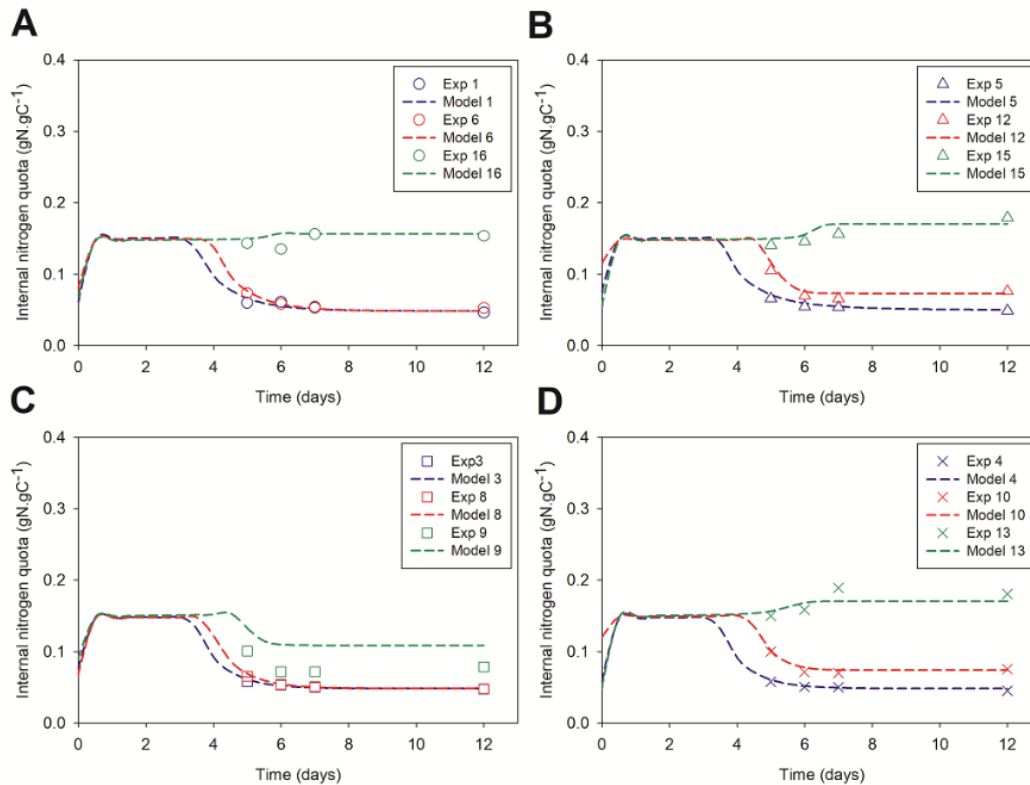 A
Internal nitrogen quota (gN.gC⁻¹)
0.4
0.3
0.2
0.1
0.0
0 2 4 6 8 10 12
Time (days)
Exp 1
Model 1
Exp 6
Model 6
Exp 16
Model 16
B
Internal nitrogen quota (gN.gC⁻¹)
0.4
0.3
0.2
0.1
0.0
0 2 4 6 8 10 12
Time (days)
Exp 5
Model 5
Exp 12
Model 12
Exp 15
Model 15
C
Internal nitrogen quota (gN.gC⁻¹)
0.4
0.3
0.2
0.1
0.0
0 2 4 6 8 10 12
Time (days)
Exp3
Model 3
Exp 8
Model 8
Exp 9
Model 9
D
Internal nitrogen quota (gN.gC⁻¹)
0.4
0.3
0.2
0.1
0.0
0 2 4 6 8 10 12
Time (days)
Exp 4
Model 4
Exp 10
Model 10
Exp 13
Model 13